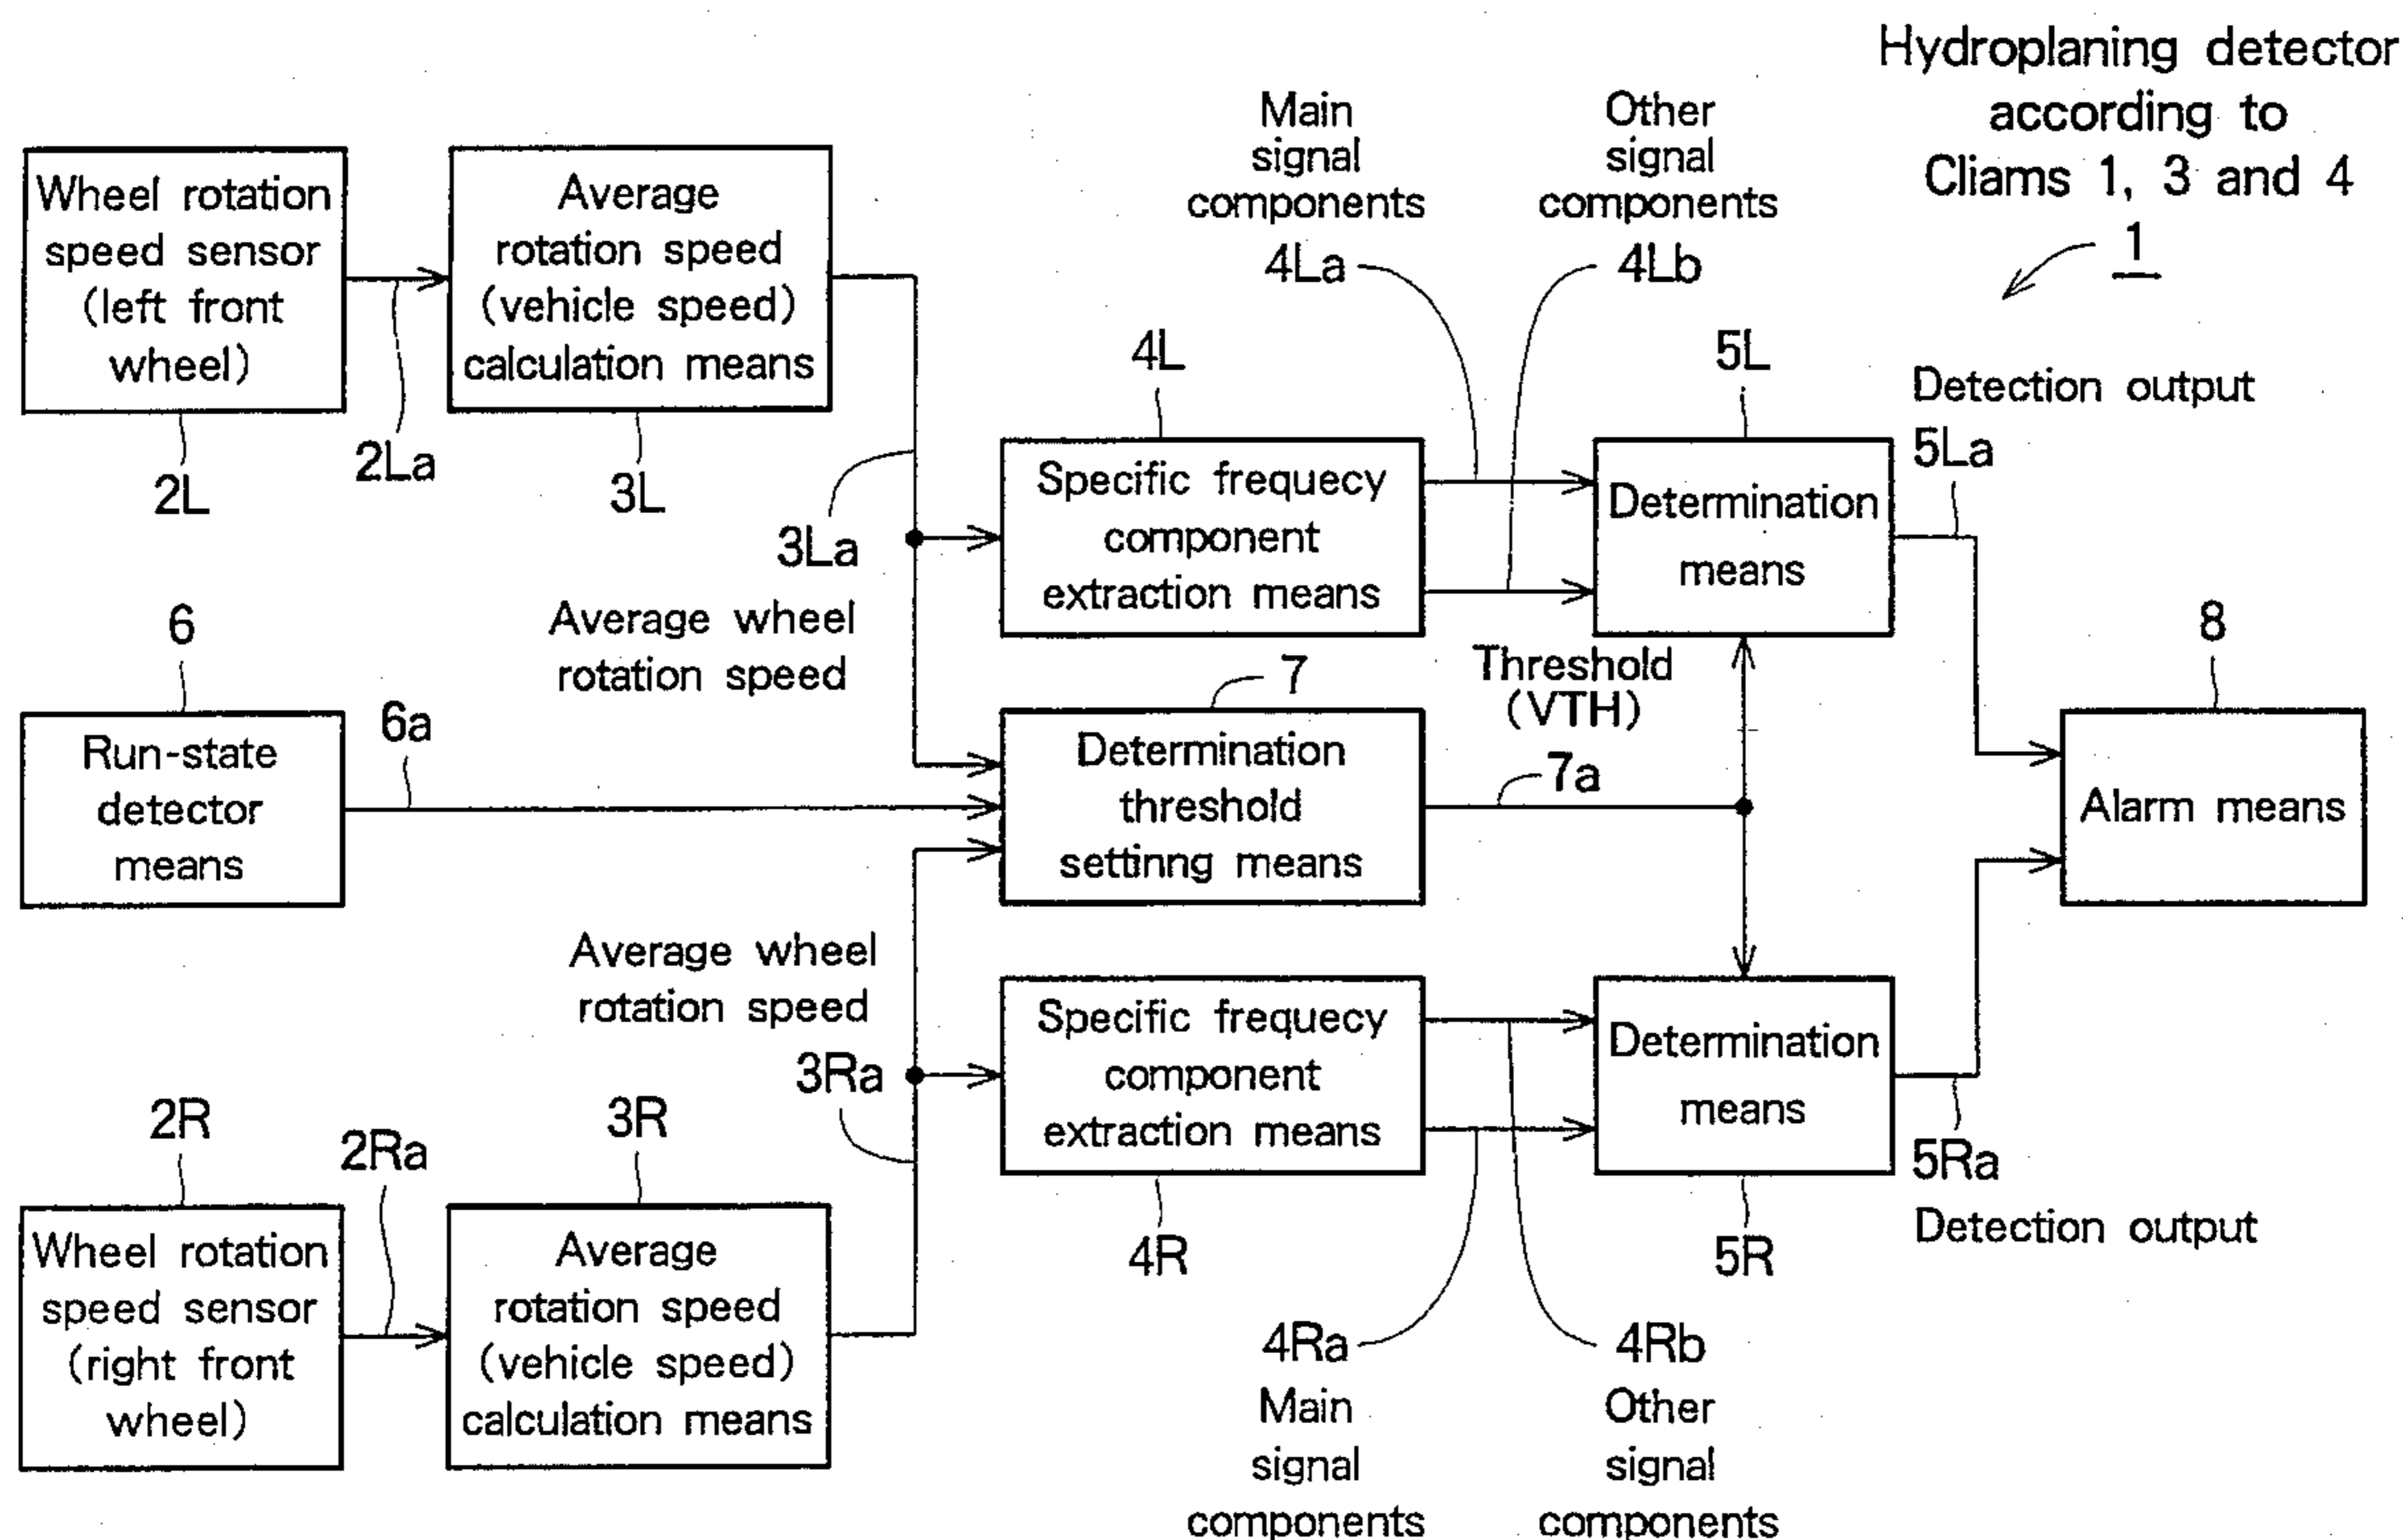 Hydroplaning detector
according to
Cliams 1, 3 and 4
1
Main
signal
components
4La
Other
signal
components
4Lb
Wheel rotation
speed sensor
(left front
wheel)
2L
2La
Average
rotation speed
(vehicle speed)
calculation means
3L
3La
Average wheel
rotation speed
4L
Specific frequecy
component
extraction means
5L
Determination
means
Detection output
5La
6
Run-state
detector
means
6a
7
Determination
threshold
settinng means
Threshold
(VTH)
7a
8
Alarm means
Average wheel
rotation speed
3Ra
Specific frequecy
component
extraction means
4R
Determination
means
5R
5Ra
Detection output
2R
Wheel rotation
speed sensor
(right front
wheel)
2Ra
3R
Average
rotation speed
(vehicle speed)
calculation means
4Ra
Main
signal
components
4Rb
Other
signal
components